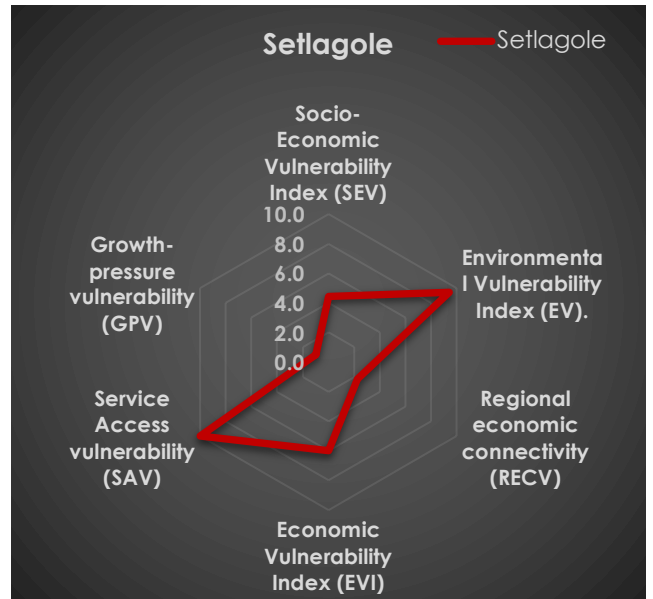 Setlagole
Setlagole
Socio-
Economic
Vulnerability
Index (SEV)
10.0
8.0
6.0
4.0
2.0
0.0
Environmenta
l Vulnerability
Index (EV).
Regional
economic
connectivity
(RECV)
Economic
Vulnerability
Index (EVI)
Service
Access
vulnerability
(SAV)
Growth-
pressure
vulnerability
(GPV)